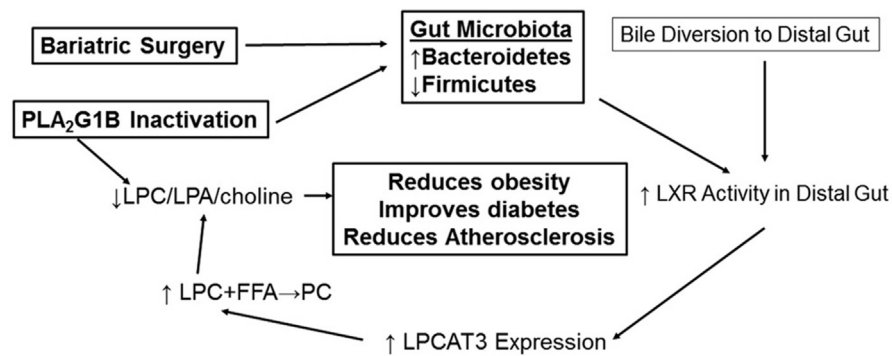 Bariatric Surgery
Gut Microbiota
↑Bacteroidetes
↓Firmicutes
Bile Diversion to Distal Gut
PLA₂G1B Inactivation
↓LPC/LPA/choline
Reduces obesity
Improves diabetes
Reduces Atherosclerosis
↑ LXR Activity in Distal Gut
↑ LPC+FFA→PC
↑ LPCAT3 Expression